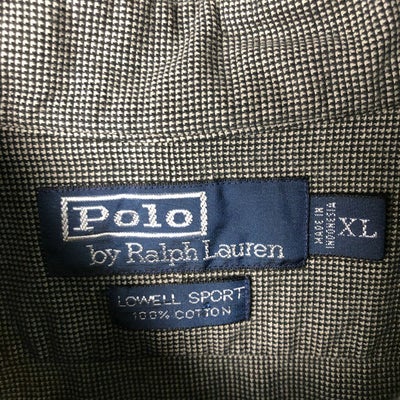 Polo
by Ralph Lauren
MADE IN
INDONESIA
XL
LOWELL SPORT
100% COTTON